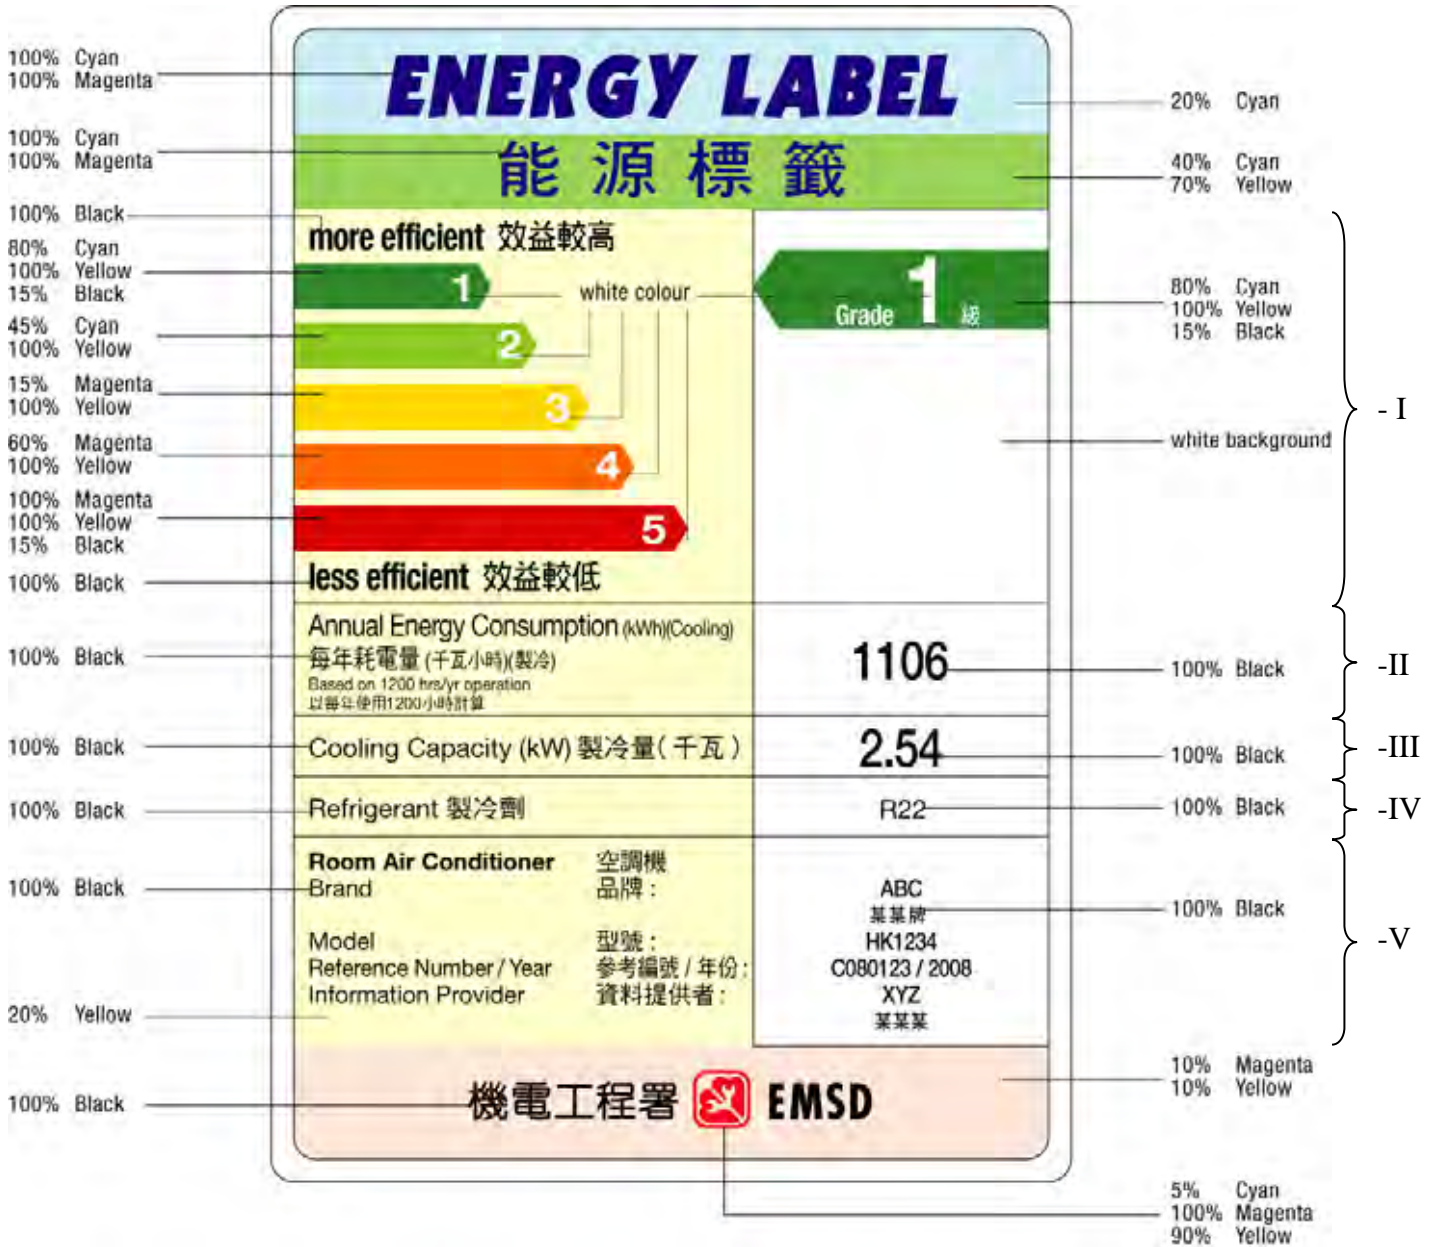 100% Cyan
100% Magenta
ENERGY LABEL
20% Cyan
100% Cyan
100% Magenta
能源標籤
40% Cyan
70% Yellow
100% Black
more efficient 效益較高
80% Cyan
100% Yellow
15% Black
1
white colour
Grade 1 級
80% Cyan
100% Yellow
15% Black
45% Cyan
100% Yellow
2
15% Magenta
100% Yellow
3
- I
60% Magenta
100% Yellow
4
white background
100% Magenta
100% Yellow
15% Black
5
100% Black
less efficient 效益較低
Annual Energy Consumption (kWh)(Cooling)
每年耗電量 (千瓦小時)(製冷)
Based on 1200 hrs/yr operation
以每年使用1200小時計算
100% Black
1106
100% Black
-II
100% Black
Cooling Capacity (kW) 製冷量(千瓦)
2.54
100% Black
-III
100% Black
Refrigerant 製冷劑
R22
100% Black
-IV
Room Air Conditioner 空調機
100% Black
Brand 品牌 :
ABC
某某牌
100% Black
-V
Model 型號 :
HK1234
Reference Number / Year 參考編號 / 年份 :
C080123 / 2008
Information Provider 資料提供者 :
XYZ
某某某
20% Yellow
10% Magenta
10% Yellow
100% Black
機電工程署 EMSD
5% Cyan
100% Magenta
90% Yellow